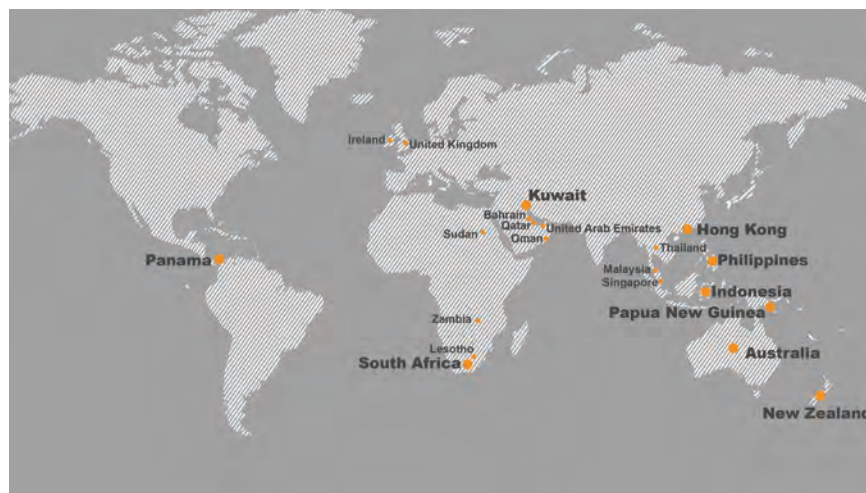 Ireland
United Kingdom
Kuwait
Bahrain
Qatar
United Arab Emirates
Sudan
Oman
Hong Kong
Thailand
Panama
Philippines
Malaysia
Singapore
Indonesia
Papua New Guinea
Zambia
Lesotho
South Africa
Australia
New Zealand